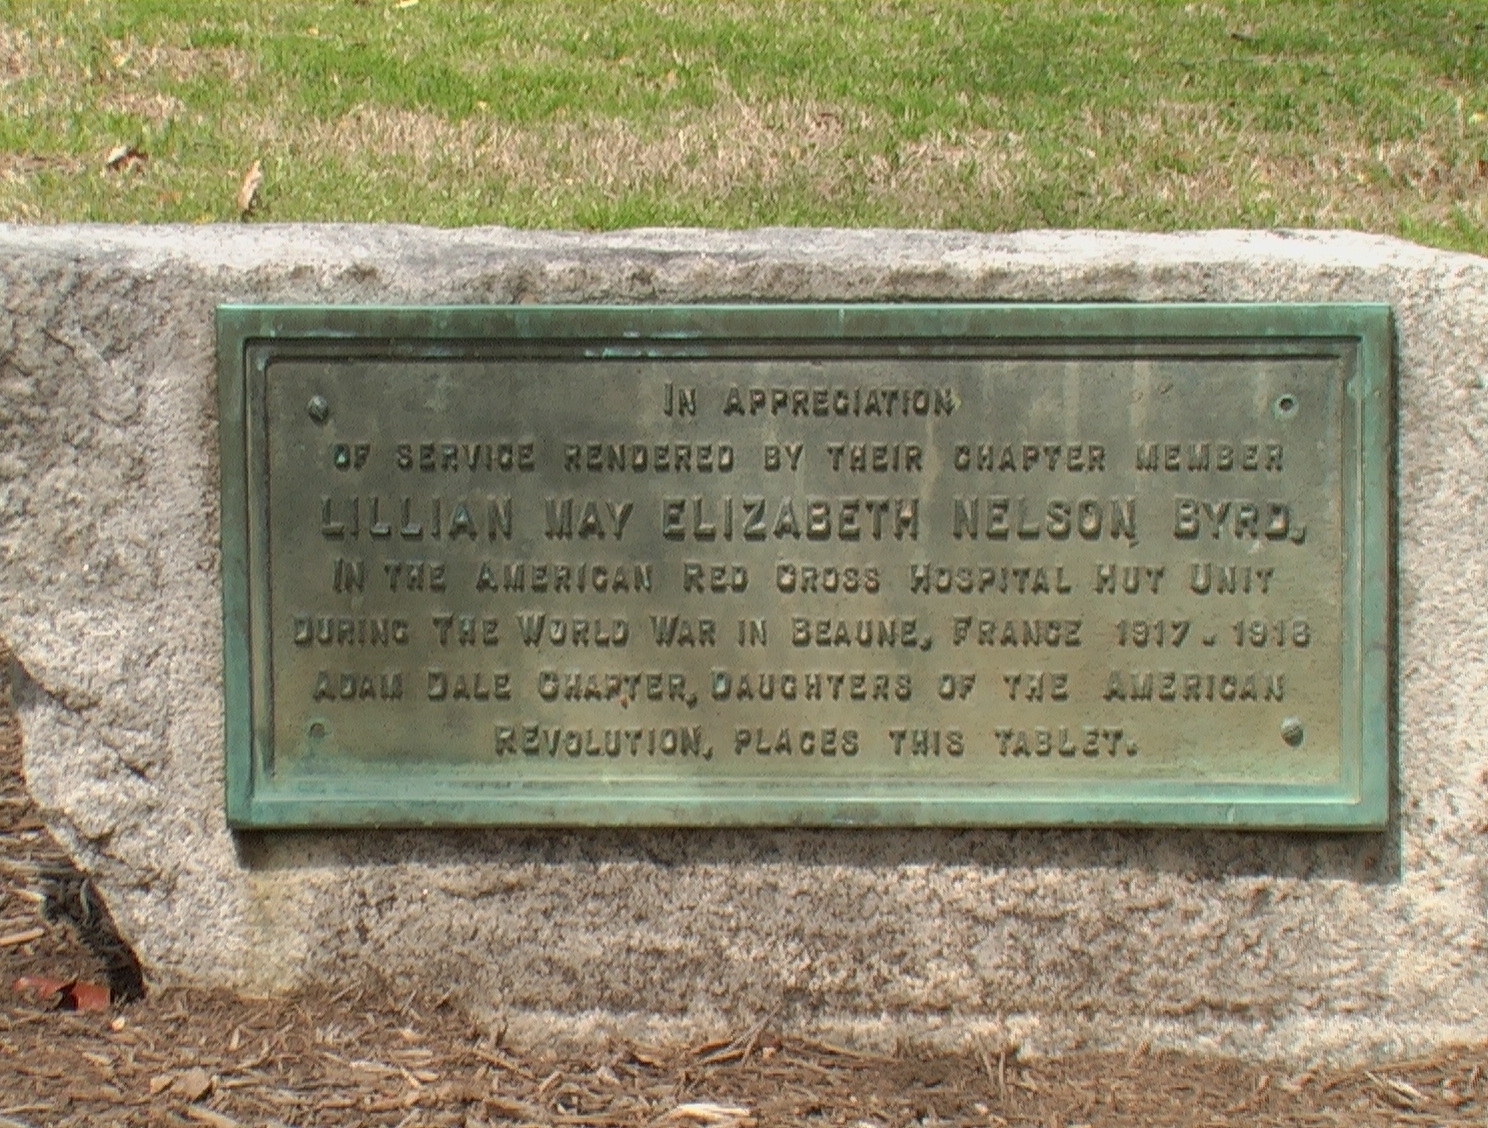 In Appreciation
of service rendered by their chapter member
LILLIAN MAY ELIZABETH NELSON BYRD,
In the American Red Cross Hospital Hut Unit
during The World War in Beaune, France 1917-1918
Adam Dale Chapter, Daughters of the American
Revolution, places this tablet.